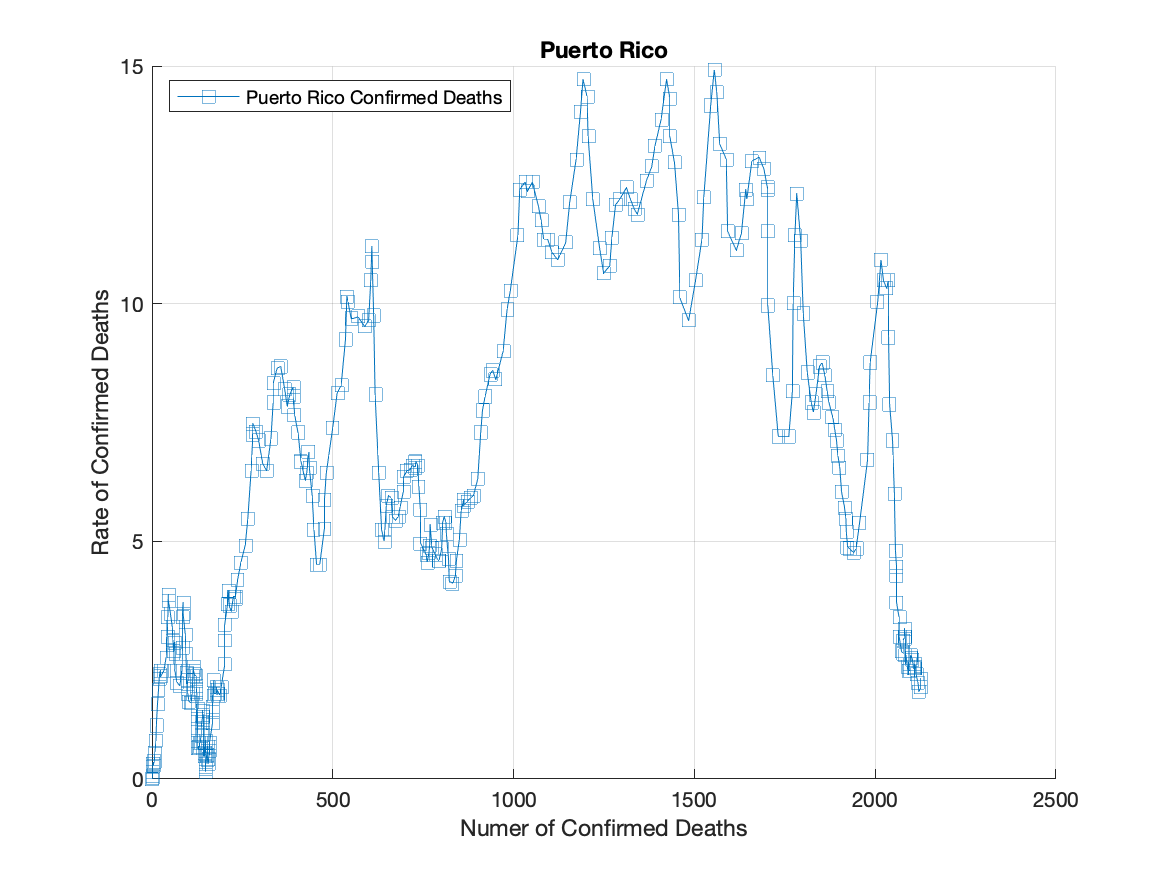 Puerto Rico
Puerto Rico Confirmed Deaths
15
10
5
0
0 500 1000 1500 2000 2500
Rate of Confirmed Deaths
Numer of Confirmed Deaths